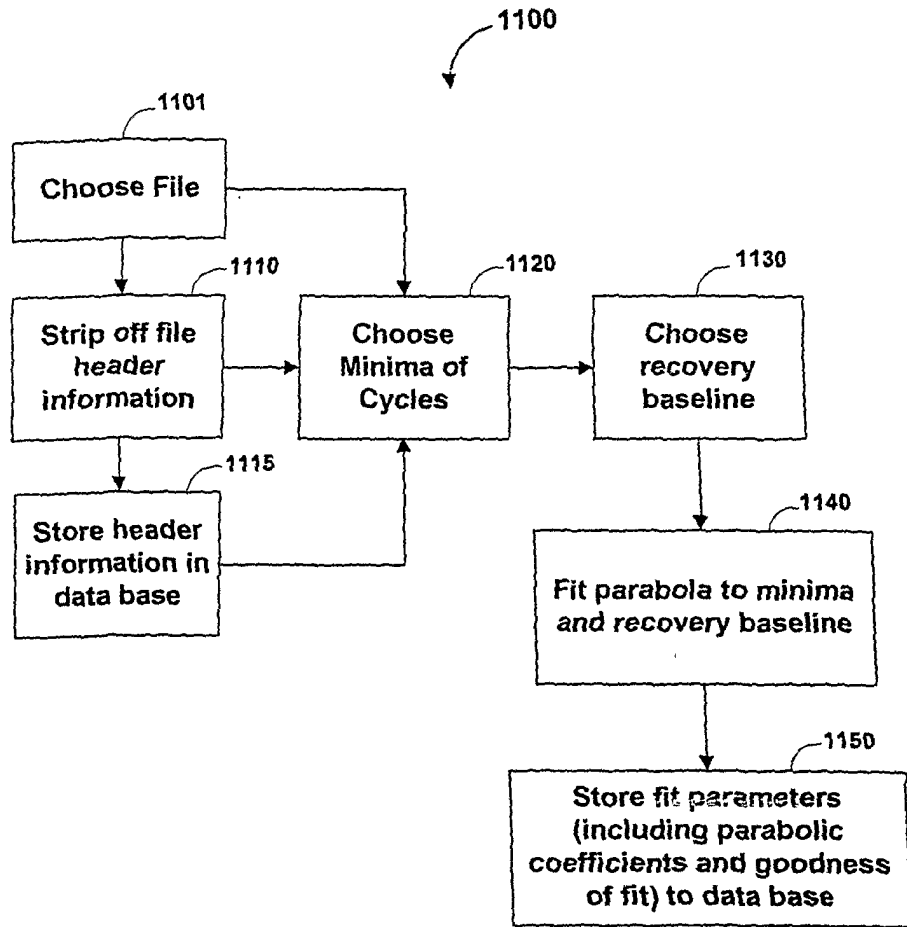 1100
1101
Choose File
1110
Strip off file
header
information
1115
Store header
information in
data base
1120
Choose
Minima of
Cycles
1130
Choose
recovery
baseline
1140
Fit parabola to minima
and recovery baseline
1150
Store fit parameters
(including parabolic
coefficients and goodness
of fit) to data base